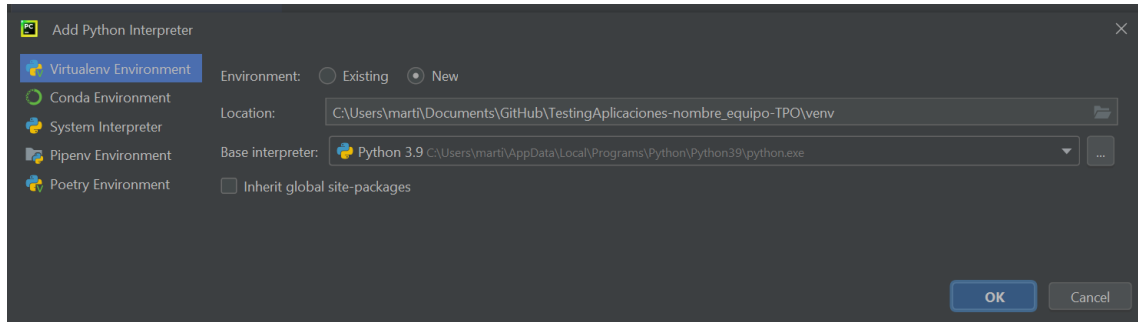 PC Add Python Interpreter
Virtualenv Environment
Conda Environment
System Interpreter
Pipenv Environment
Poetry Environment
Environment: Existing New
Location: C:\Users\marti\Documents\GitHub\TestingAplicaciones-nombre_equipo-TPO\venv
Base interpreter: Python 3.9 C:\Users\marti\AppData\Local\Programs\Python\Python39\python.exe ...
Inherit global site-packages
OK Cancel